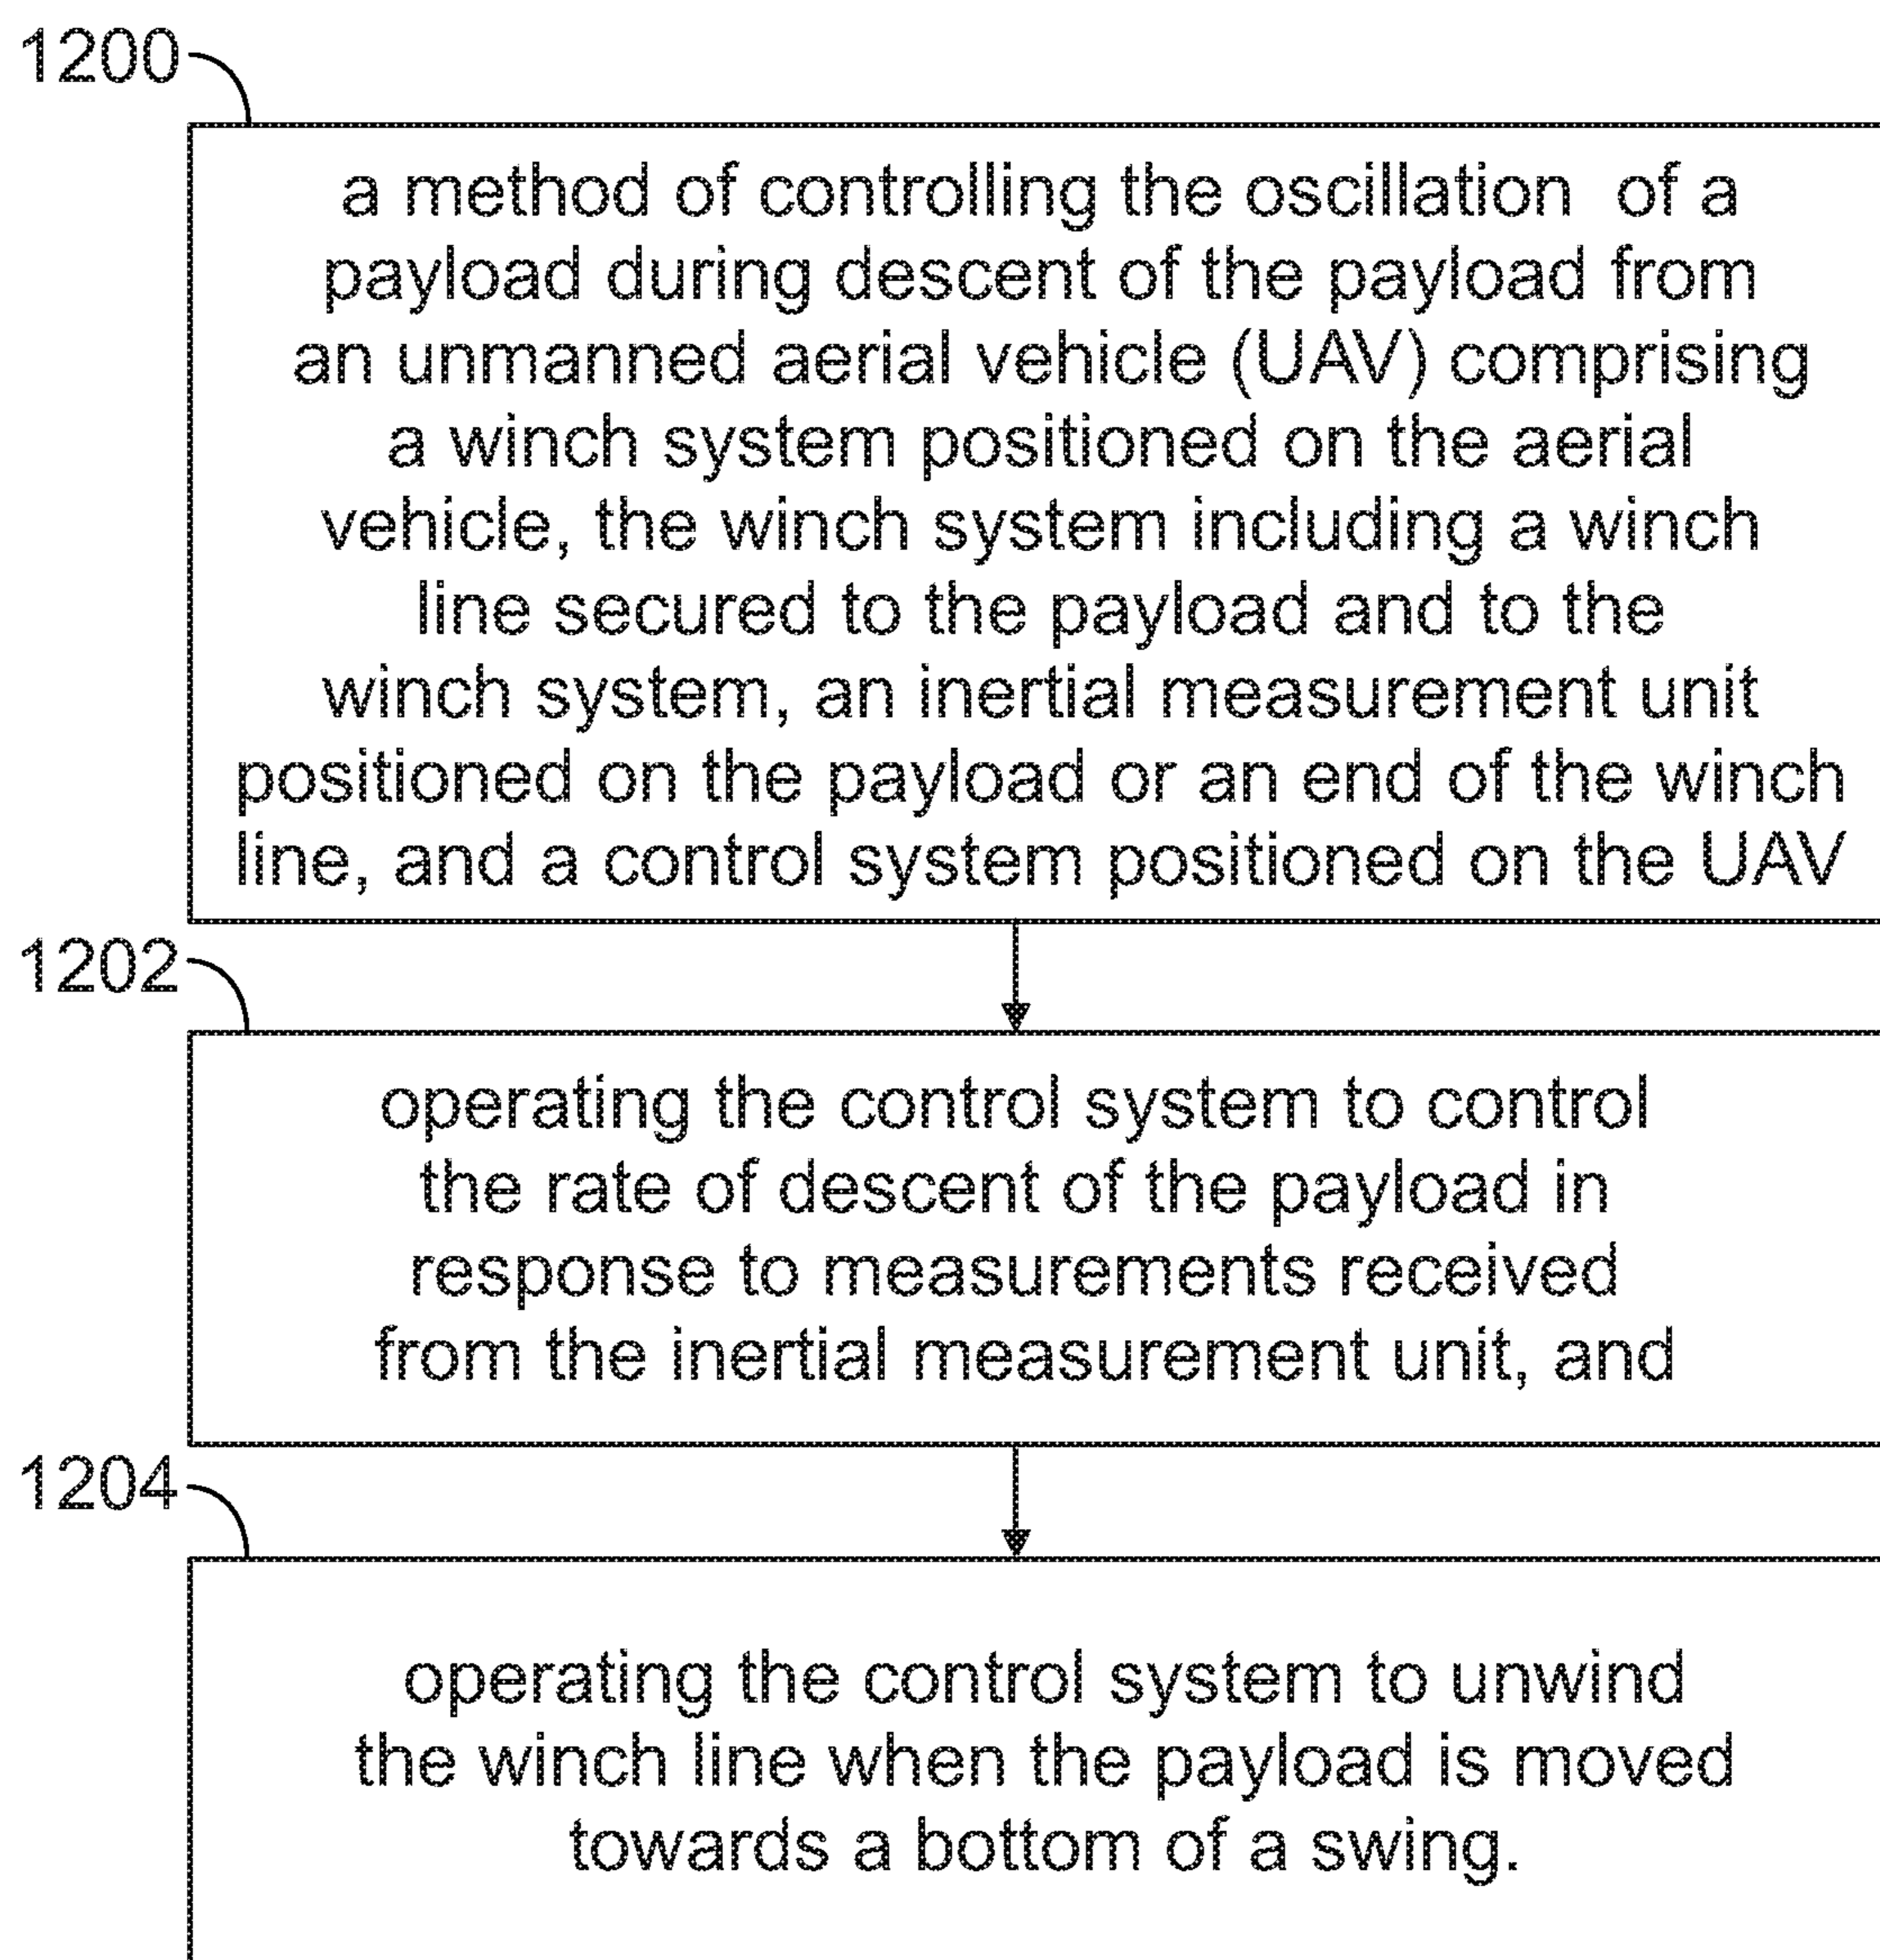 1200
a method of controlling the oscillation of a
payload during descent of the payload from
an unmanned aerial vehicle (UAV) comprising
a winch system positioned on the aerial
vehicle, the winch system including a winch
line secured to the payload and to the
winch system, an inertial measurement unit
positioned on the payload or an end of the winch
line, and a control system positioned on the UAV
1202
operating the control system to control
the rate of descent of the payload in
response to measurements received
from the inertial measurement unit, and
1204
operating the control system to unwind
the winch line when the payload is moved
towards a bottom of a swing.